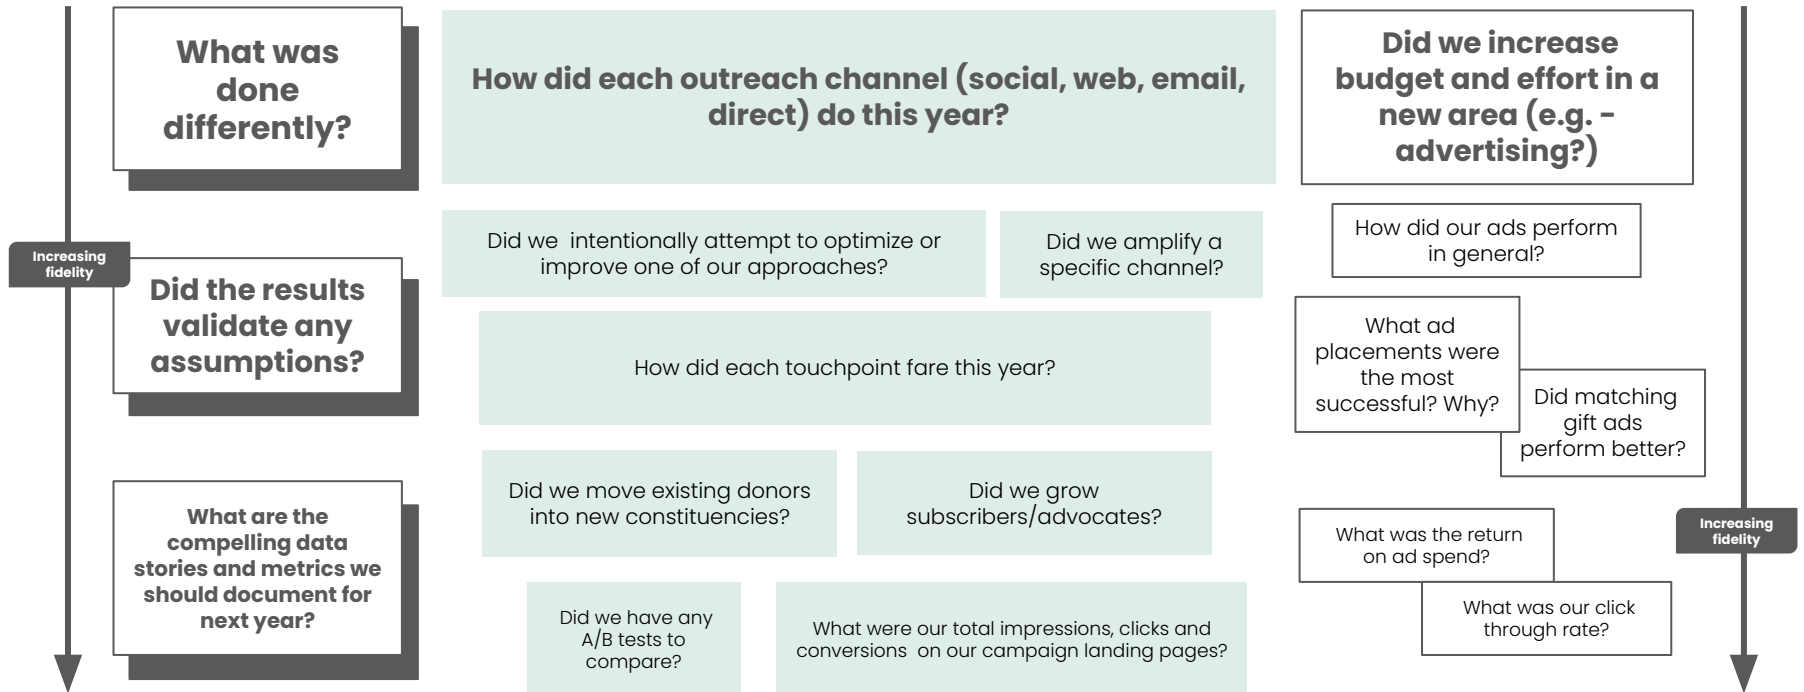 What was
done
differently?
How did each outreach channel (social, web, email,
direct) do this year?
Did we increase
budget and effort in a
new area (e.g. -
advertising?)
Increasing
fidelity
Did the results
validate any
assumptions?
Did we  intentionally attempt to optimize or
improve one of our approaches?
Did we amplify a
specific channel?
How did our ads perform
in general?
How did each touchpoint fare this year?
What ad
placements were
the most
successful? Why?
Did matching
gift ads
perform better?
What are the
compelling data
stories and metrics we
should document for
next year?
Did we move existing donors
into new constituencies?
Did we grow
subscribers/advocates?
What was the return
on ad spend?
Increasing
fidelity
Did we have any
A/B tests to
compare?
What were our total impressions, clicks and
conversions  on our campaign landing pages?
What was our click
through rate?